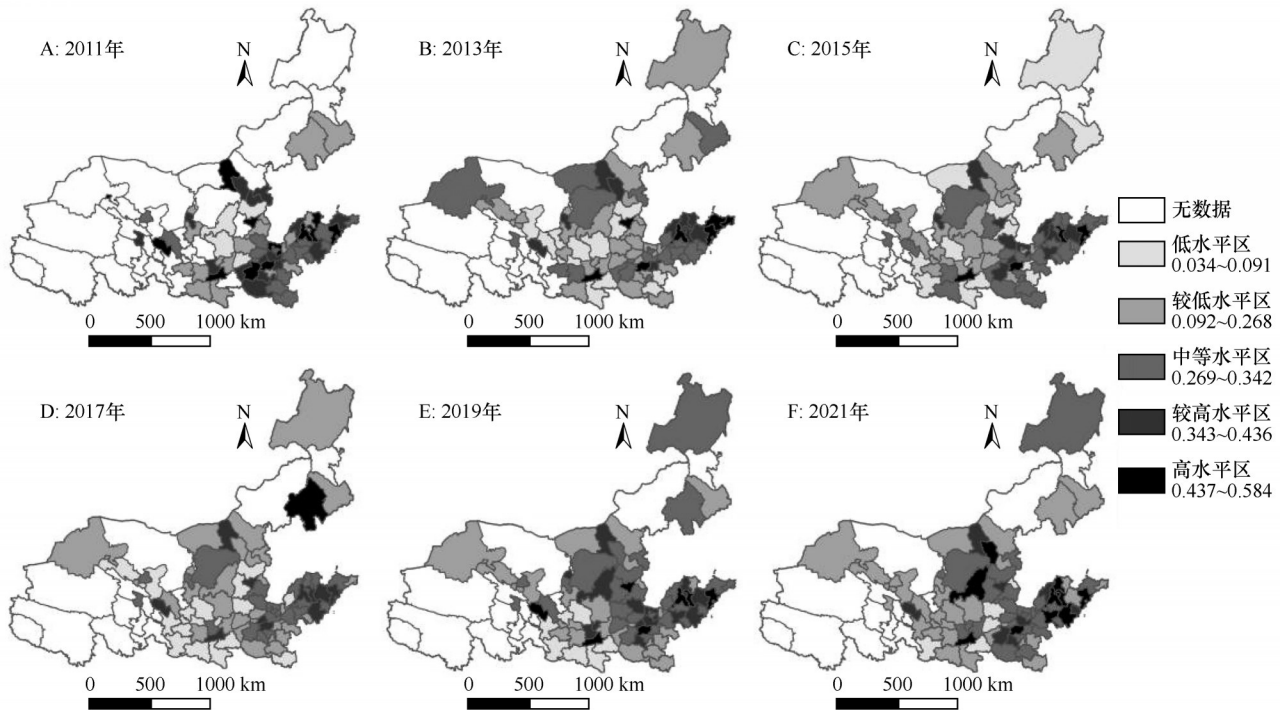 A: 2011年
N
B: 2013年
N
C: 2015年
N
0 500 1000 km
0 500 1000 km
0 500 1000 km
D: 2017年
N
E: 2019年
N
F: 2021年
N
0 500 1000 km
0 500 1000 km
0 500 1000 km
无数据
低水平区
0.034~0.091
较低水平区
0.092~0.268
中等水平区
0.269~0.342
较高水平区
0.343~0.436
高水平区
0.437~0.584